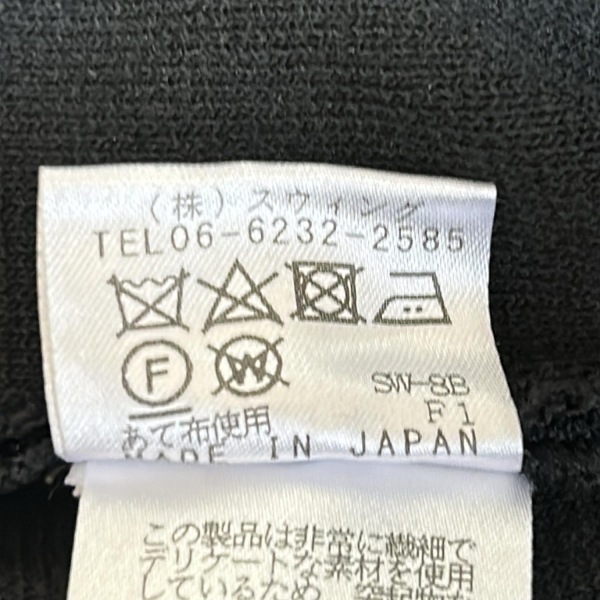 （株）スウィング
TEL06-6232-2585
F W
SW-8B
F1
あて布使用
MADE IN JAPAN
この製品は非常に繊細で
デリケートな素材を使用
しているため